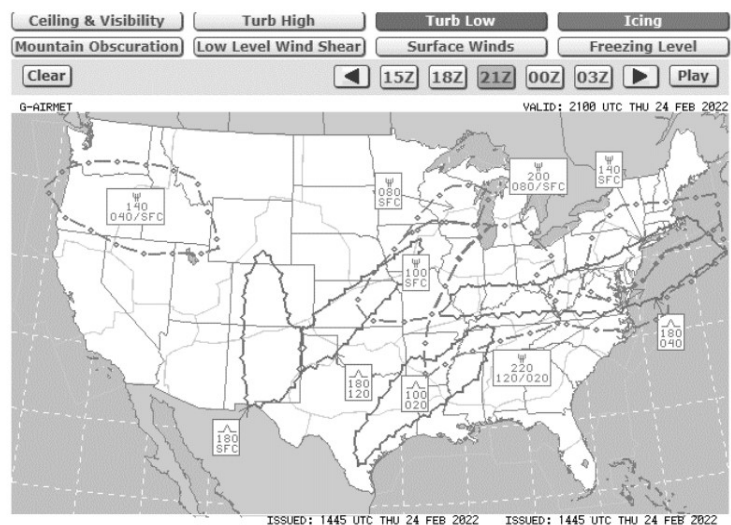 Ceiling & Visibility
Turb High
Turb Low
Icing
Mountain Obscuration
Low Level Wind Shear
Surface Winds
Freezing Level
Clear
15Z
18Z
21Z
00Z
03Z
Play
G-AIRMET
VALID: 2100 UTC THU 24 FEB 2022
140
040/SFC
080
SFC
200
080/SFC
140
SFC
100
SFC
180
040
180
120
100
020
220
120/020
180
SFC
ISSUED: 1445 UTC THU 24 FEB 2022
ISSUED: 1445 UTC THU 24 FEB 2022